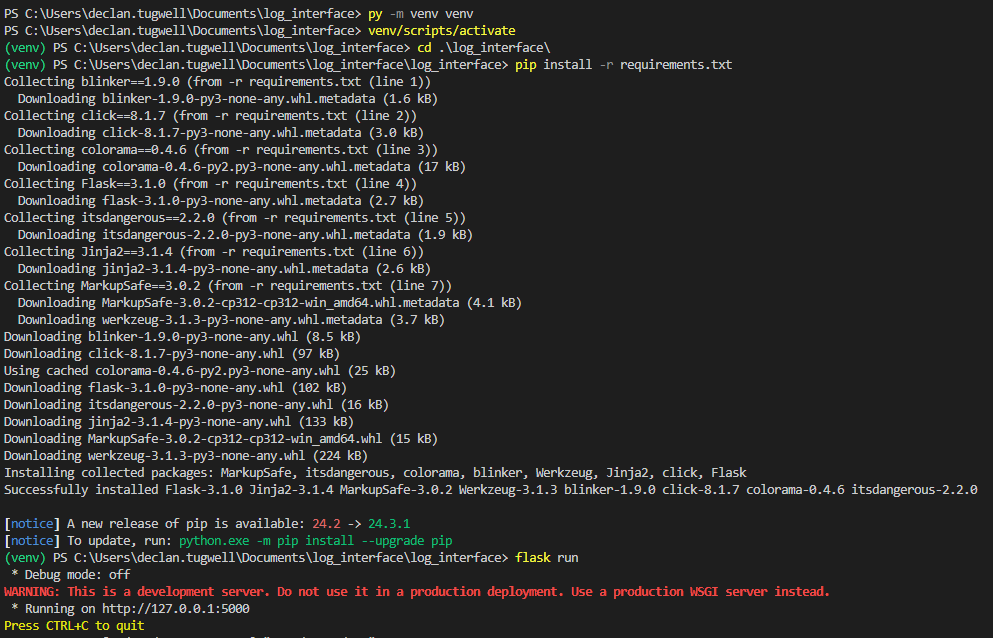 PS C:\Users\declan.tugwell\Documents\log_interface> py -m venv venv
PS C:\Users\declan.tugwell\Documents\log_interface> venv/scripts/activate
(venv) PS C:\Users\declan.tugwell\Documents\log_interface> cd .\log_interface\
(venv) PS C:\Users\declan.tugwell\Documents\log_interface\log_interface> pip install -r requirements.txt
Collecting blinker==1.9.0 (from -r requirements.txt (line 1))
  Downloading blinker-1.9.0-py3-none-any.whl.metadata (1.6 kB)
Collecting click==8.1.7 (from -r requirements.txt (line 2))
  Downloading click-8.1.7-py3-none-any.whl.metadata (3.0 kB)
Collecting colorama==0.4.6 (from -r requirements.txt (line 3))
  Downloading colorama-0.4.6-py2.py3-none-any.whl.metadata (17 kB)
Collecting Flask==3.1.0 (from -r requirements.txt (line 4))
  Downloading flask-3.1.0-py3-none-any.whl.metadata (2.7 kB)
Collecting itsdangerous==2.2.0 (from -r requirements.txt (line 5))
  Downloading itsdangerous-2.2.0-py3-none-any.whl.metadata (1.9 kB)
Collecting Jinja2==3.1.4 (from -r requirements.txt (line 6))
  Downloading jinja2-3.1.4-py3-none-any.whl.metadata (2.6 kB)
Collecting MarkupSafe==3.0.2 (from -r requirements.txt (line 7))
  Downloading MarkupSafe-3.0.2-cp312-cp312-win_amd64.whl.metadata (4.1 kB)
  Downloading werkzeug-3.1.3-py3-none-any.whl.metadata (3.7 kB)
Downloading blinker-1.9.0-py3-none-any.whl (8.5 kB)
Downloading click-8.1.7-py3-none-any.whl (97 kB)
Using cached colorama-0.4.6-py2.py3-none-any.whl (25 kB)
Downloading flask-3.1.0-py3-none-any.whl (102 kB)
Downloading itsdangerous-2.2.0-py3-none-any.whl (16 kB)
Downloading jinja2-3.1.4-py3-none-any.whl (133 kB)
Downloading MarkupSafe-3.0.2-cp312-cp312-win_amd64.whl (15 kB)
Downloading werkzeug-3.1.3-py3-none-any.whl (224 kB)
Installing collected packages: MarkupSafe, itsdangerous, colorama, blinker, Werkzeug, Jinja2, click, Flask
Successfully installed Flask-3.1.0 Jinja2-3.1.4 MarkupSafe-3.0.2 Werkzeug-3.1.3 blinker-1.9.0 click-8.1.7 colorama-0.4.6 itsdangerous-2.2.0
[notice] A new release of pip is available: 24.2 -> 24.3.1
[notice] To update, run: python.exe -m pip install --upgrade pip
(venv) PS C:\Users\declan.tugwell\Documents\log_interface\log_interface> flask run
 * Debug mode: off
WARNING: This is a development server. Do not use it in a production deployment. Use a production WSGI server instead.
 * Running on http://127.0.0.1:5000
Press CTRL+C to quit